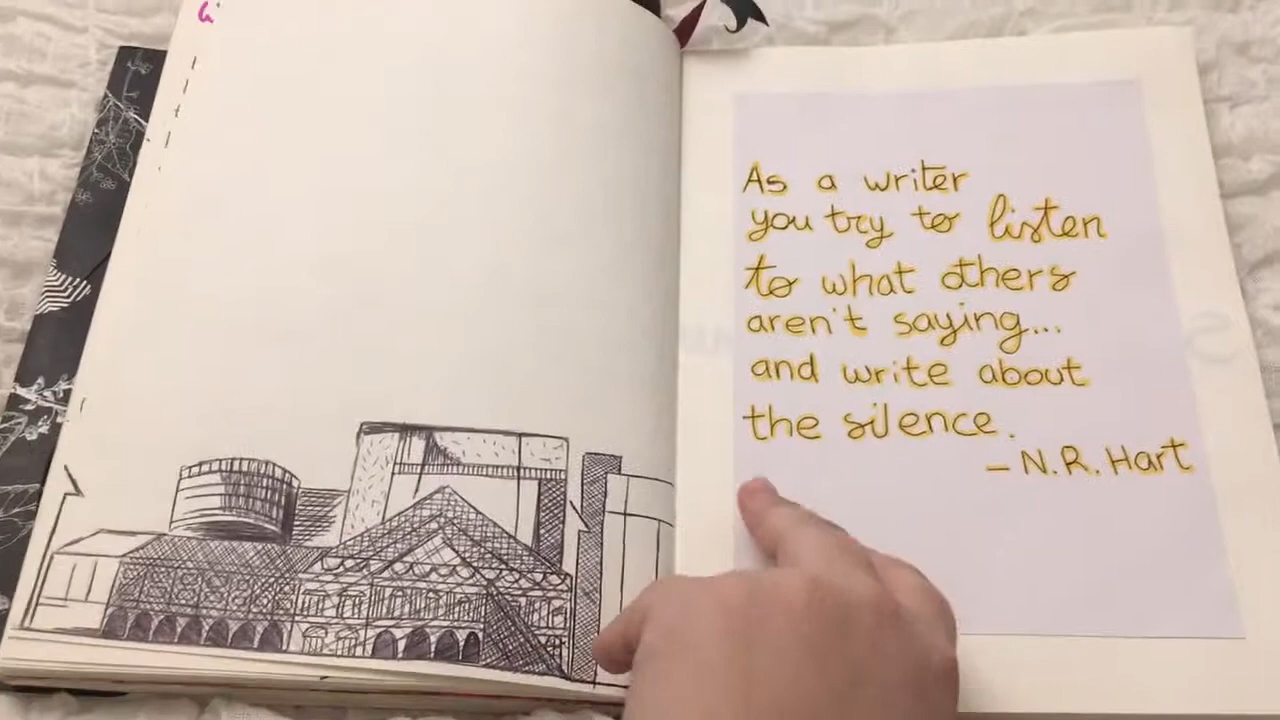 As a writer
you try to listen
to what others
aren't saying...
and write about
the silence.
- N.R. Hart